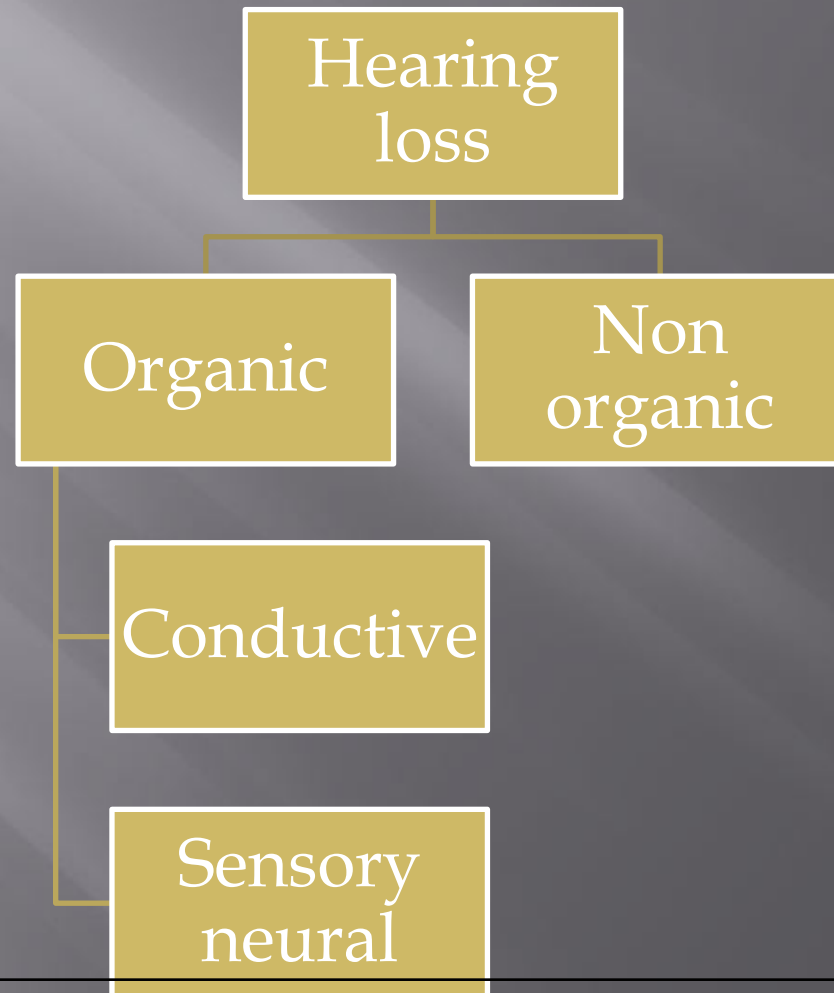 Hearing
loss
Organic
Non
organic
Conductive
Sensory
neural